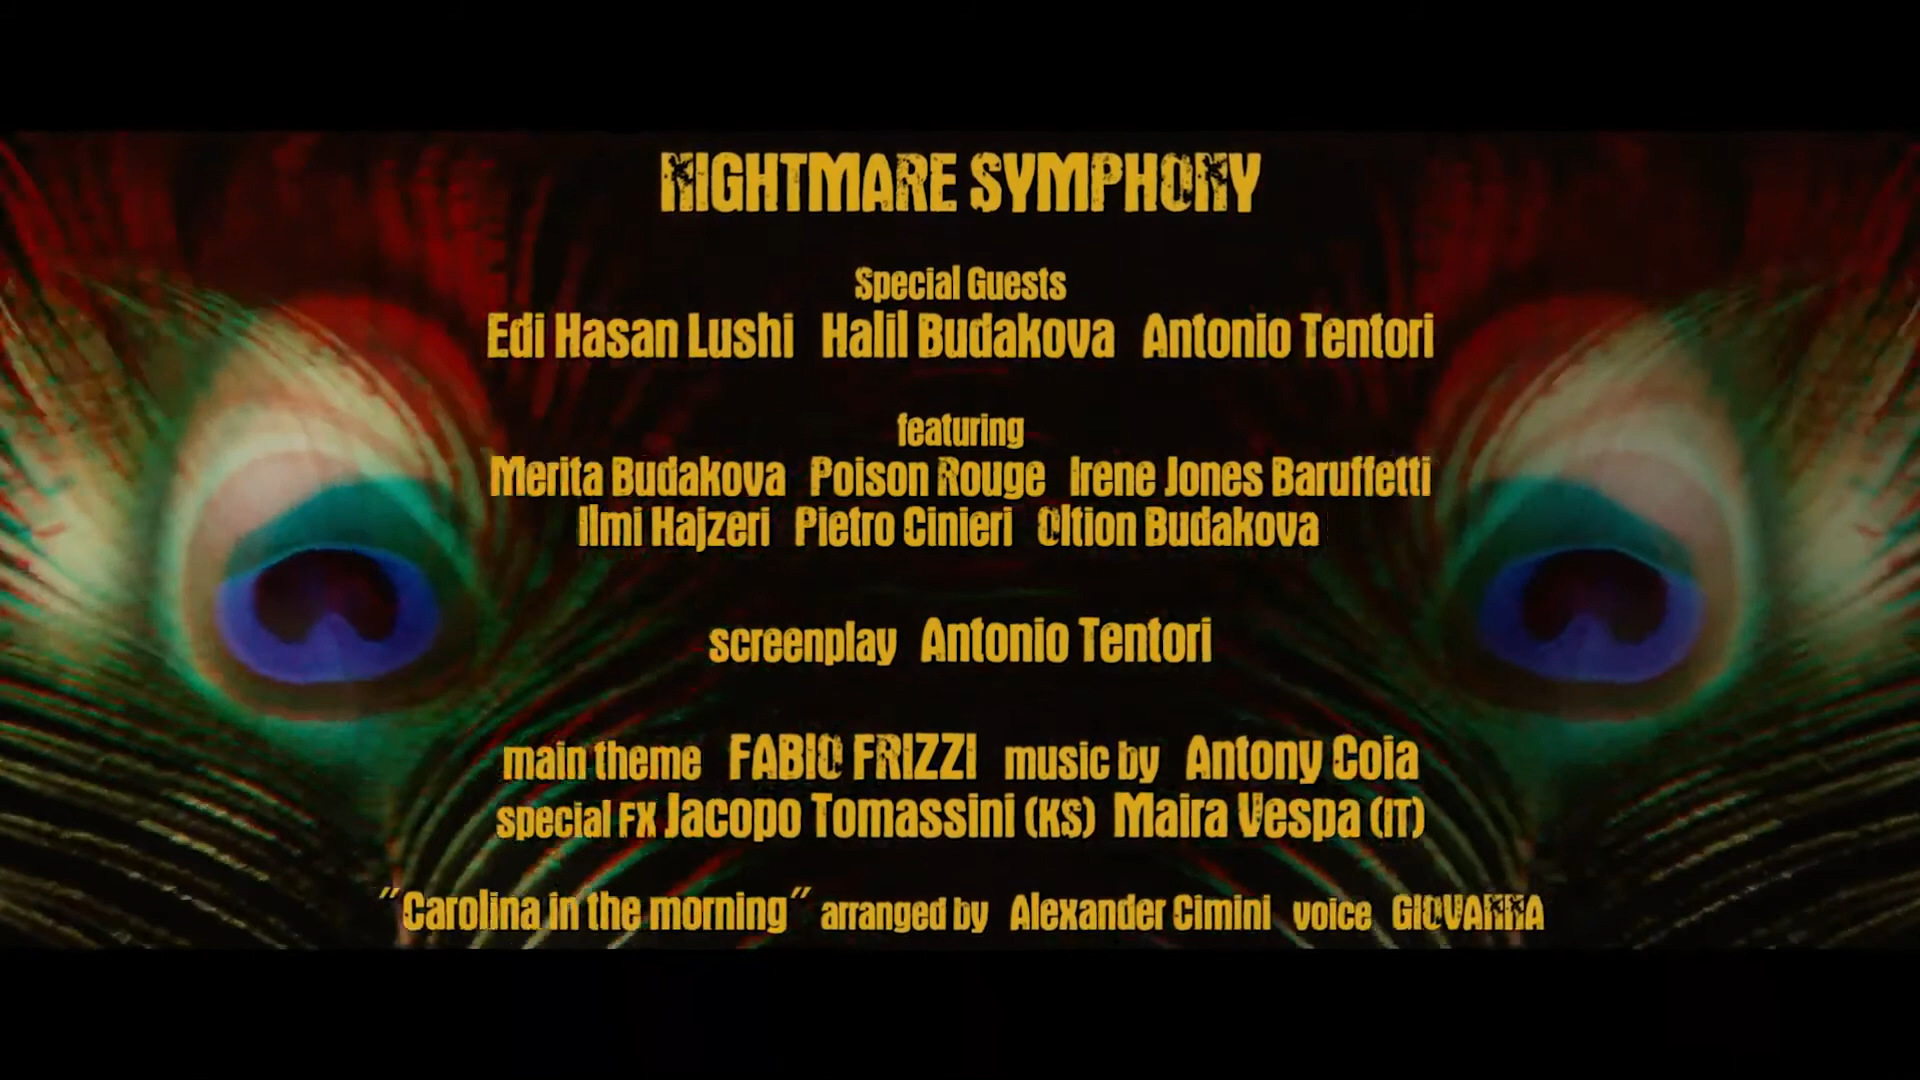 NIGHTMARE SYMPHONY
Special Guests
Edi Hasan Lushi Halil Budakova Antonio Tentori
featuring
Merita Budakova Poison Rouge Irene Jones Baruffetti
Ilmi Hajzeri Pietro Cinieri Oltion Budakova
screenplay Antonio Tentori
main theme FABIO FRIZZI music by Antony Coia
special FX Jacopo Tomassini (KS) Maira Vespa (IT)
"Carolina in the morning" arranged by Alexander Cimini voice GIOVANNA